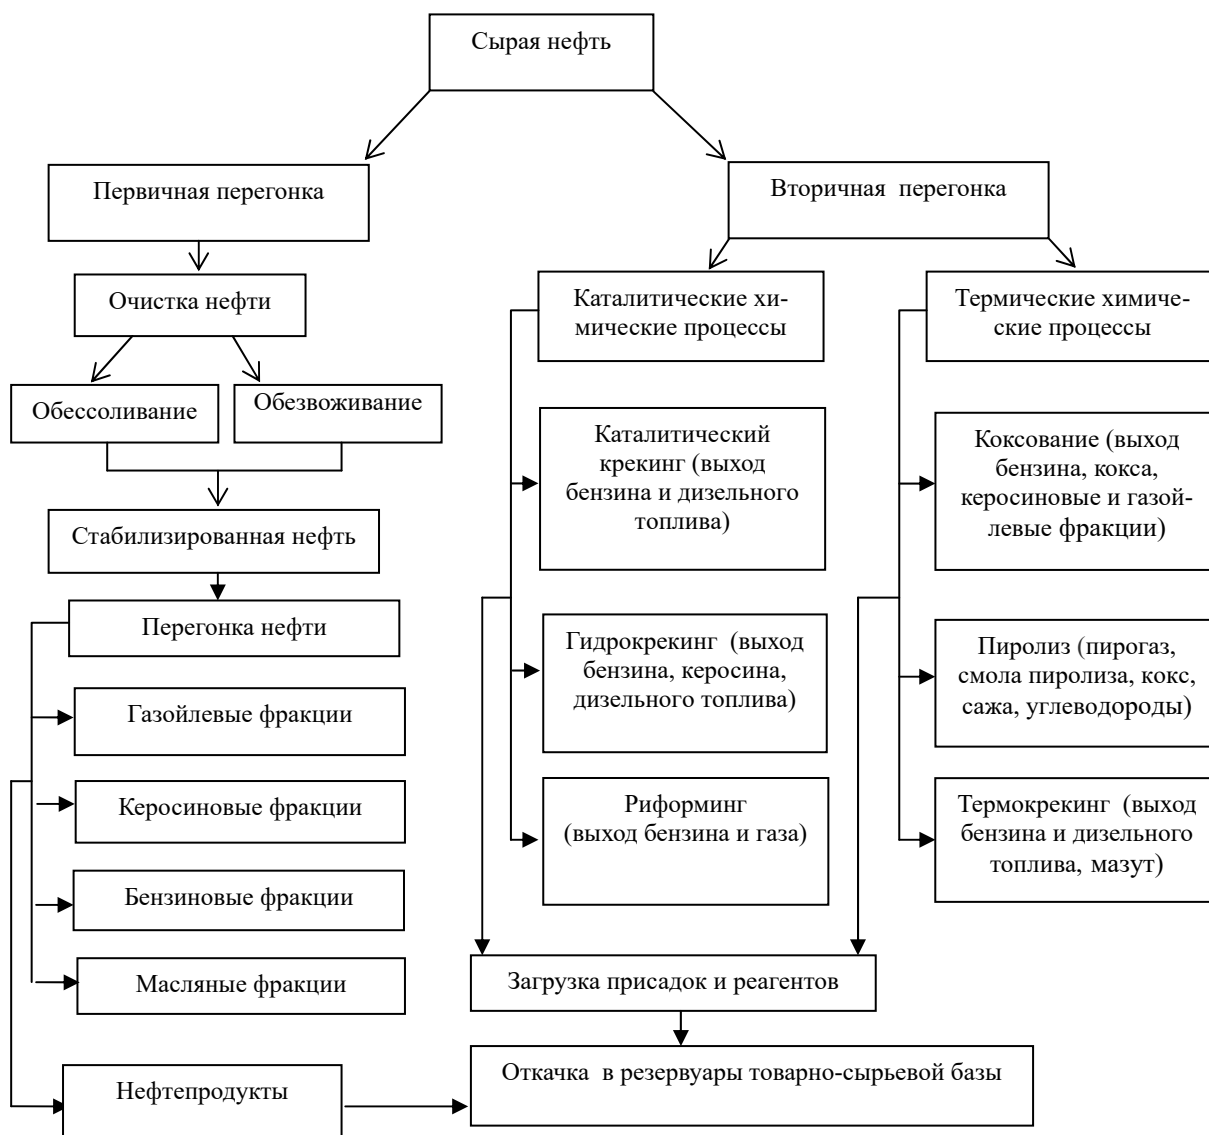 Сырая нефть
Первичная перегонка
Вторичная перегонка
Очистка нефти
Каталитические хи-
мические процессы
Термические химиче-
ские процессы
Обессоливание
Обезвоживание
Каталитический
крекинг (выход
бензина и дизельного
топлива)
Коксование (выход
бензина, кокса,
керосиновые и газой-
левые фракции)
Стабилизированная нефть
Перегонка нефти
Гидрокрекинг (выход
бензина, керосина,
дизельного топлива)
Пиролиз (пирогаз,
смола пиролиза, кокс,
сажа, углеводороды)
Газойлевые фракции
Керосиновые фракции
Риформинг
(выход бензина и газа)
Термокрекинг (выход
бензина и дизельного
топлива, мазут)
Бензиновые фракции
Масляные фракции
Загрузка присадок и реагентов
Нефтепродукты
Откачка в резервуары товарно-сырьевой базы